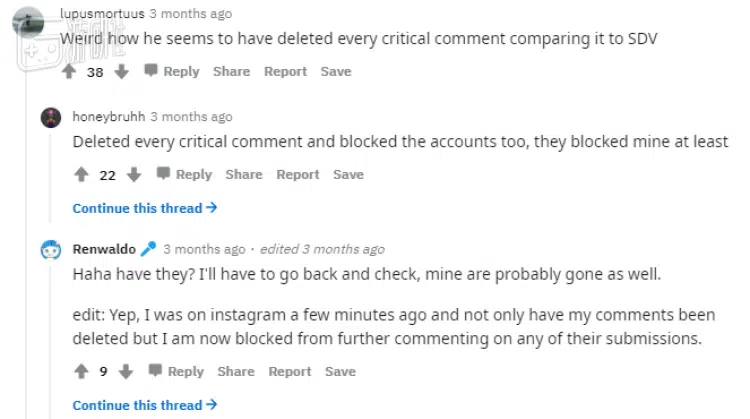 lupusmortuus 3 months ago
Weird how he seems to have deleted every critical comment comparing it to SDV
38 Reply Share Report Save
honeybruhh 3 months ago
Deleted every critical comment and blocked the accounts too, they blocked mine at least
22 Reply Share Report Save
Continue this thread →
Renwaldo 3 months ago · edited 3 months ago
Haha have they? I'll have to go back and check, mine are probably gone as well.
edit: Yep, I was on instagram a few minutes ago and not only have my comments been
deleted but I am now blocked from further commenting on any of their submissions.
9 Reply Share Report Save
Continue this thread →